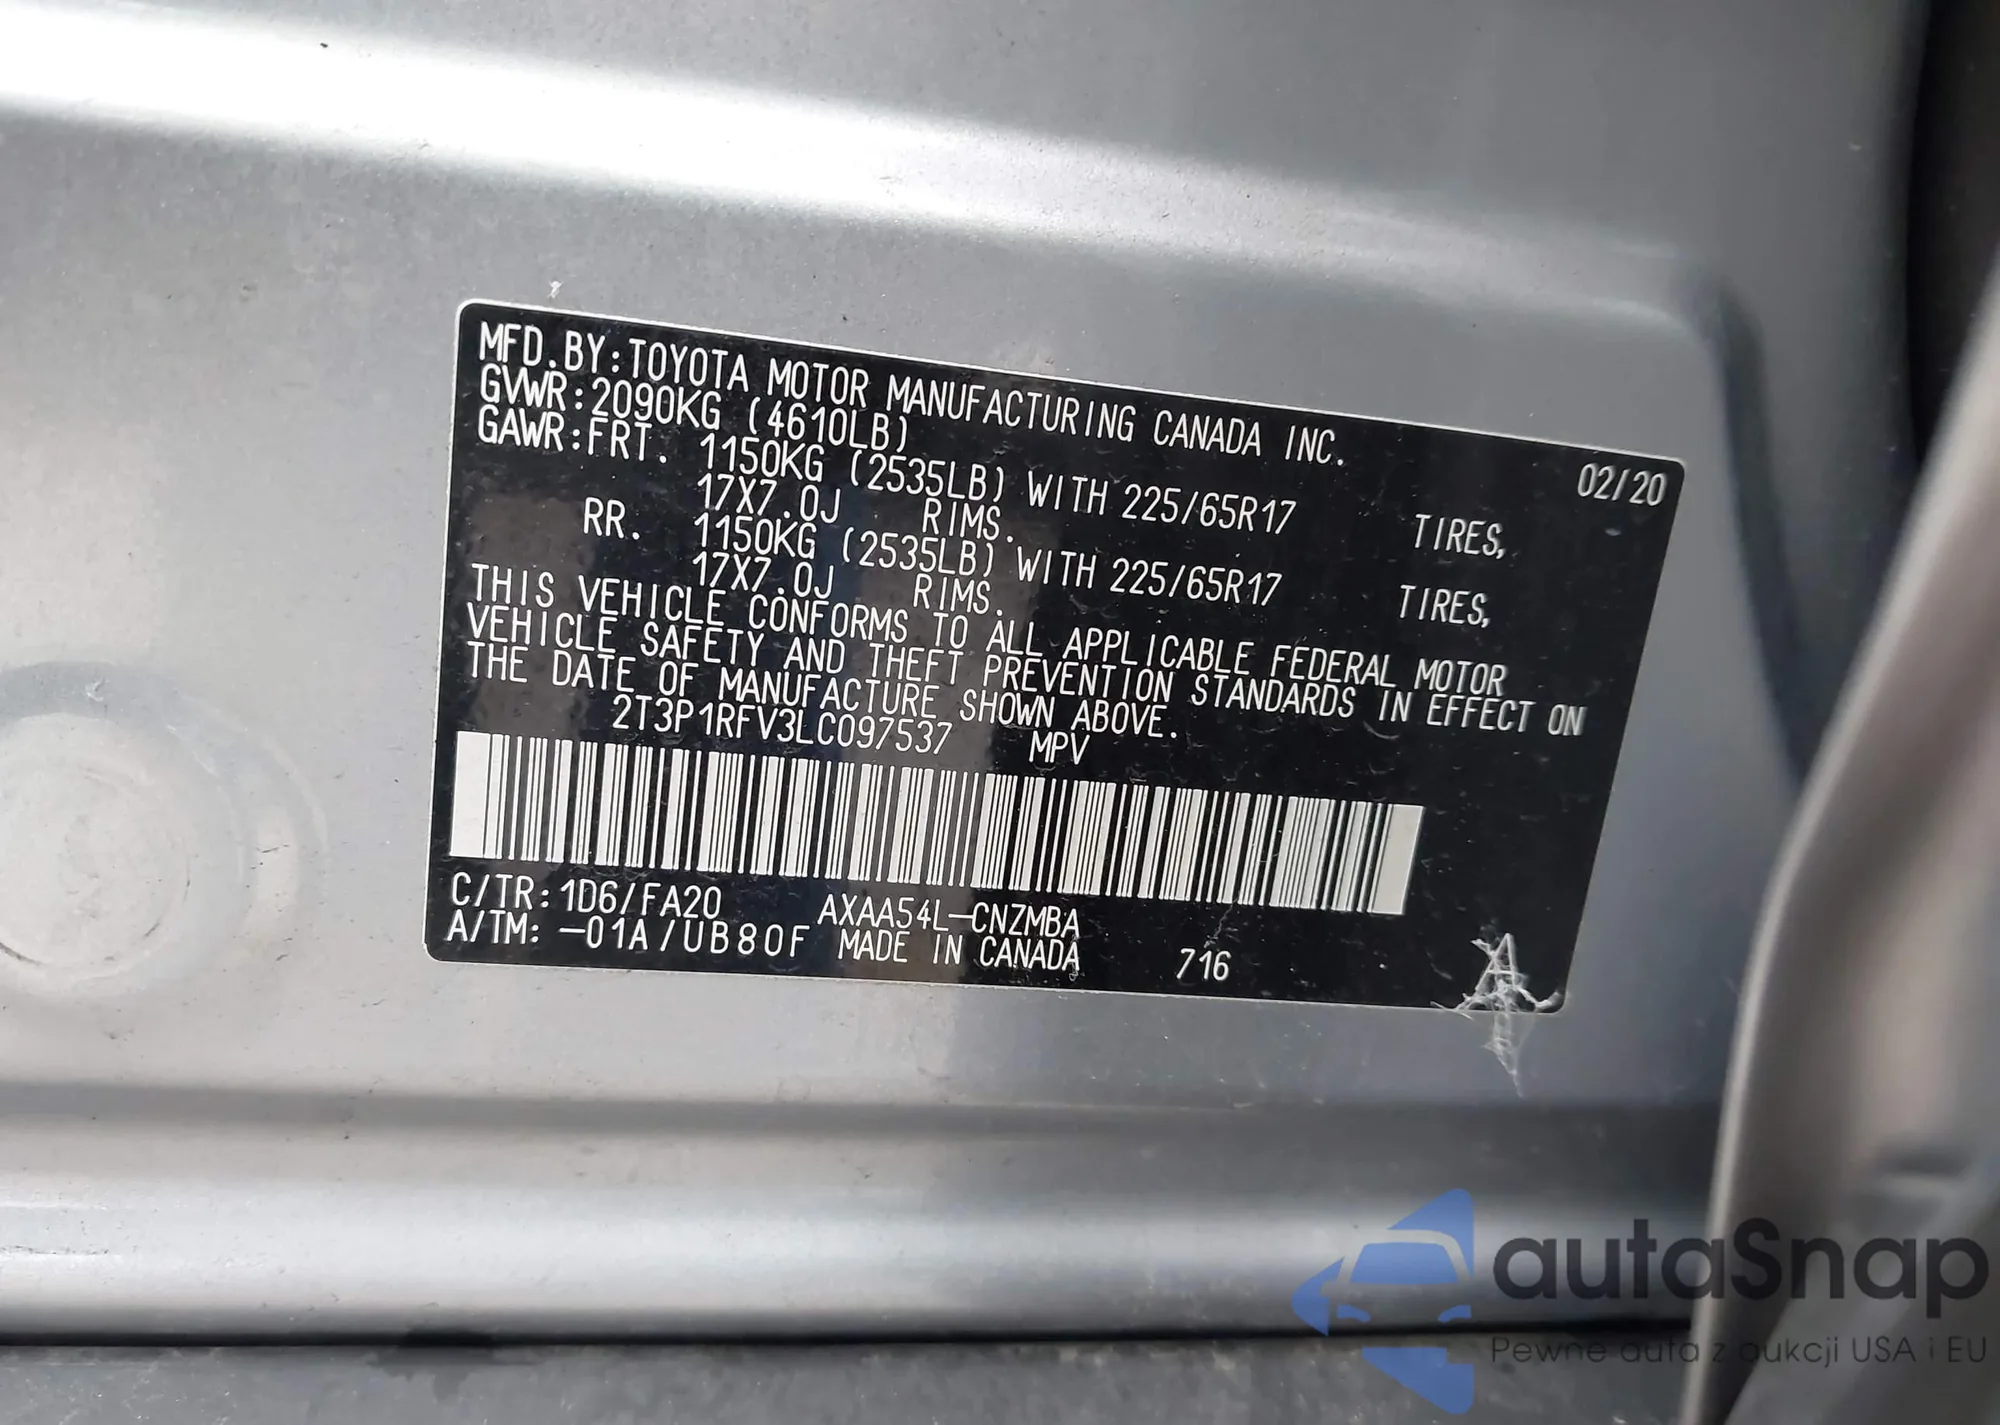 MFD.BY:TOYOTA MOTOR MANUFACTURING CANADA INC.
GVWR:2090KG (4610LB) 02/20
GAWR:FRT. 1150KG (2535LB) WITH 225/65R17 TIRES,
17X7.0J RIMS.
RR. 1150KG (2535LB) WITH 225/65R17 TIRES,
17X7.0J RIMS.
THIS VEHICLE CONFORMS TO ALL APPLICABLE FEDERAL MOTOR
VEHICLE SAFETY AND THEFT PREVENTION STANDARDS IN EFFECT ON
THE DATE OF MANUFACTURE SHOWN ABOVE.
2T3P1RFV3LC097537 MPV
C/TR:1D6/FA20 AXAA54L-CNZMBA
A/TM:-01A/UB80F MADE IN CANADA 716
A
autaSnap
Pewne auta z aukcji USA i EU